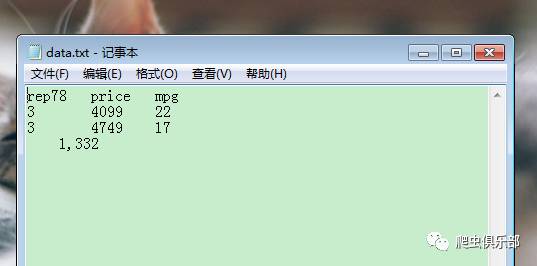 data.txt - 记事本
文件(F) 编辑(E) 格式(O) 查看(V) 帮助(H)
rep78 price mpg
3 4099 22
3 4749 17
1,332
爬虫俱乐部